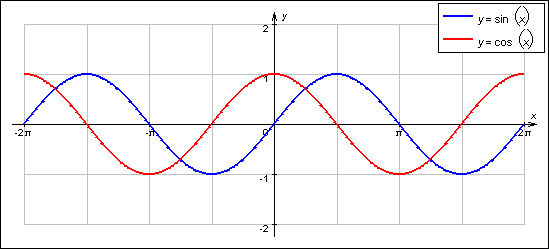 y = sin (x)
y = cos (x)
y
2
1
x
-2π
-π
0
π
2π
-1
-2